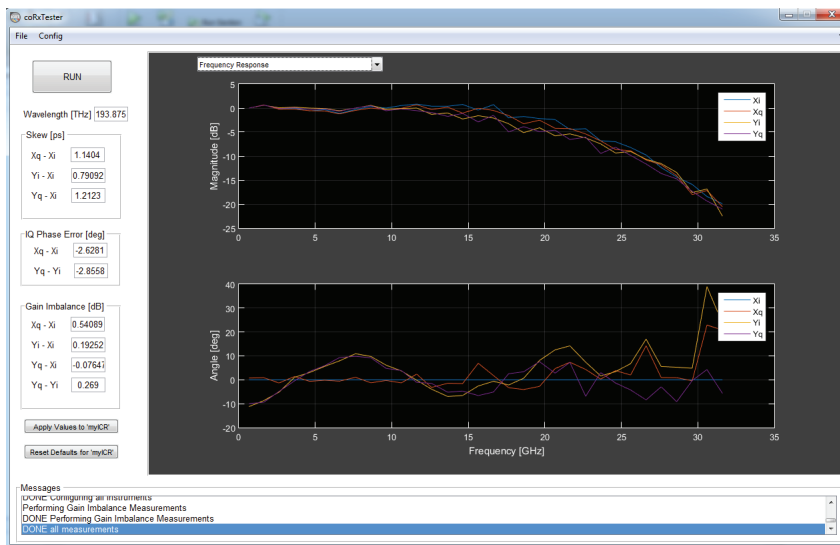 coRxTester
File Config
RUN
Wavelength [THz] 193.875
Skew [ps]
Xq - Xi 1.1404
Yi - Xi 0.79092
Yq - Xi 1.2123
IQ Phase Error [deg]
Xq - Xi -2.6281
Yq - Yi -2.8558
Gain Imbalance [dB]
Xq - Xi 0.54089
Yi - Xi 0.19252
Yq - Xi -0.0764
Yq - Yi 0.269
Apply Values to 'myICR'
Reset Defaults for 'myICR'
Frequency Response
Magnitude [dB]
5
0
-5
-10
-15
-20
-25
0 5 10 15 20 25 30 35
Xi
Xq
Yi
Yq
Angle [deg]
40
30
20
10
0
-10
-20
0 5 10 15 20 25 30 35
Frequency [GHz]
Xi
Xq
Yi
Yq
Messages
DONE Configuring all instruments
Performing Gain Imbalance Measurements
DONE Performing Gain Imbalance Measurements
DONE all measurements